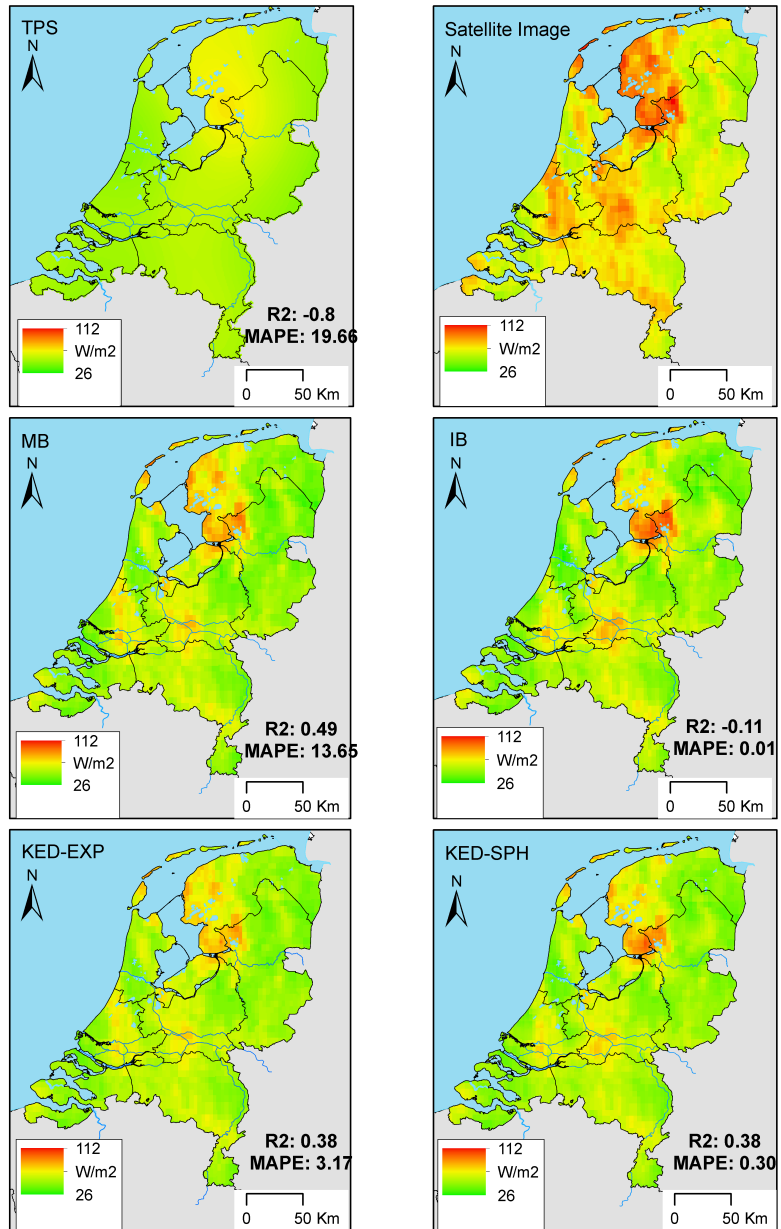 TPS
N
R2: -0.8
MAPE: 19.66
112
W/m2
26
0 50 Km
Satellite Image
N
112
W/m2
26
0 50 Km
MB
N
R2: 0.49
MAPE: 13.65
112
W/m2
26
0 50 Km
IB
N
R2: -0.11
MAPE: 0.01
112
W/m2
26
0 50 Km
KED-EXP
N
R2: 0.38
MAPE: 3.17
112
W/m2
26
0 50 Km
KED-SPH
N
R2: 0.38
MAPE: 0.30
112
W/m2
26
0 50 Km